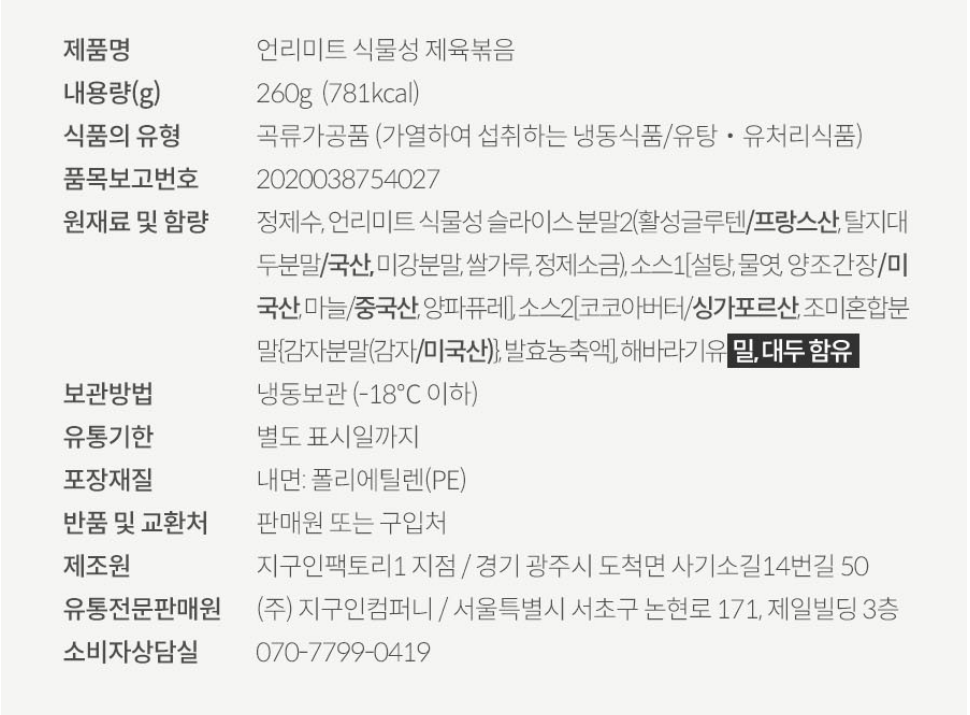 제품명 언리미트 식물성 제육볶음
내용량(g) 260g (781kcal)
식품의 유형 곡류가공품 (가열하여 섭취하는 냉동식품/유탕・유처리식품)
품목보고번호 2020038754027
원재료 및 함량 정제수, 언리미트 식물성 슬라이스 분말2(활성글루텐/프랑스산, 탈지대
두분말/국산, 미강분말, 쌀가루, 정제소금), 소스1[설탕, 물엿, 양조간장/미
국산, 마늘/중국산, 양파퓨레], 소스2[코코아버터/싱가포르산, 조미혼합분
말{감자분말(감자/미국산)}, 발효농축액], 해바라기유 밀, 대두 함유
보관방법 냉동보관 (-18°C 이하)
유통기한 별도 표시일까지
포장재질 내면: 폴리에틸렌(PE)
반품 및 교환처 판매원 또는 구입처
제조원 지구인팩토리1 지점 / 경기 광주시 도척면 사기소길14번길 50
유통전문판매원 (주) 지구인컴퍼니 / 서울특별시 서초구 논현로 171, 제일빌딩 3층
소비자상담실 070-7799-0419